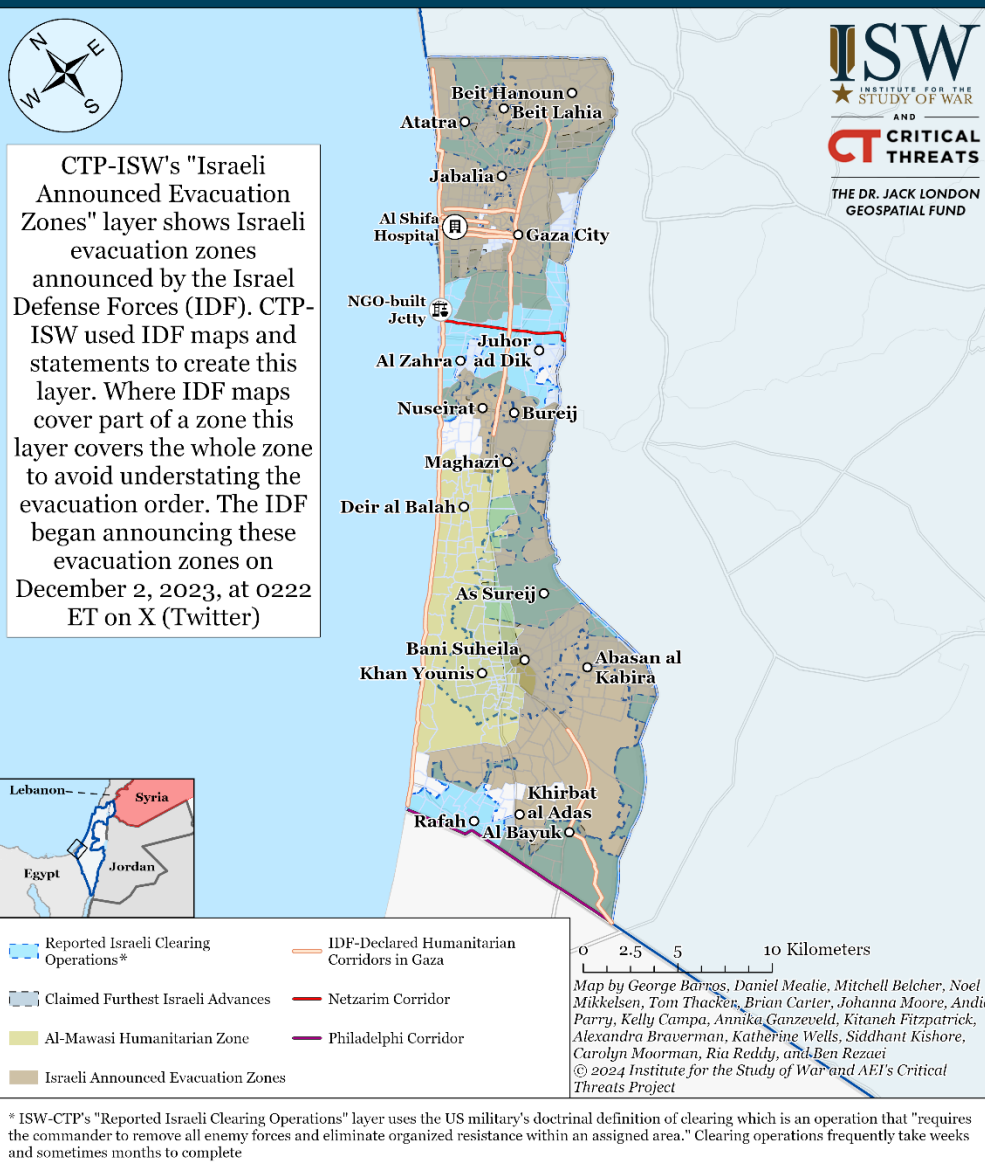 N
E
W
S
ISW
INSTITUTE FOR THE
STUDY OF WAR
AND
CT CRITICAL
THREATS
THE DR. JACK LONDON
GEOSPATIAL FUND
CTP-ISW's "Israeli
Announced Evacuation
Zones" layer shows Israeli
evacuation zones
announced by the Israel
Defense Forces (IDF). CTP-
ISW used IDF maps and
statements to create this
layer. Where IDF maps
cover part of a zone this
layer covers the whole zone
to avoid understating the
evacuation order. The IDF
began announcing these
evacuation zones on
December 2, 2023, at 0222
ET on X (Twitter)
Beit Hanoun
Beit Lahia
Atatra
Jabalia
Al Shifa
Hospital
Gaza City
NGO-built
Jetty
Juhor
ad Dik
Al Zahra
Nuseirat
Bureij
Maghazi
Deir al Balah
As Sureij
Bani Suheila
Abasan al
Kabira
Khan Younis
Khirbat
al Adas
Rafah
Al Bayuk
Lebanon
Syria
Jordan
Egypt
Reported Israeli Clearing
Operations*
Claimed Furthest Israeli Advances
Al-Mawasi Humanitarian Zone
Israeli Announced Evacuation Zones
IDF-Declared Humanitarian
Corridors in Gaza
Netzarim Corridor
Philadelphi Corridor
0 2.5 5 10 Kilometers
Map by George Barros, Daniel Mealie, Mitchell Belcher, Noel
Mikkelsen, Tom Thacker, Brian Carter, Johanna Moore, Andie
Parry, Kelly Campa, Annika Ganzeveld, Kitaneh Fitzpatrick,
Alexandra Braverman, Katherine Wells, Siddhant Kishore,
Carolyn Moorman, Ria Reddy, and Ben Rezaei
© 2024 Institute for the Study of War and AEI's Critical
Threats Project
* ISW-CTP's "Reported Israeli Clearing Operations" layer uses the US military's doctrinal definition of clearing which is an operation that "requires
the commander to remove all enemy forces and eliminate organized resistance within an assigned area." Clearing operations frequently take weeks
and sometimes months to complete